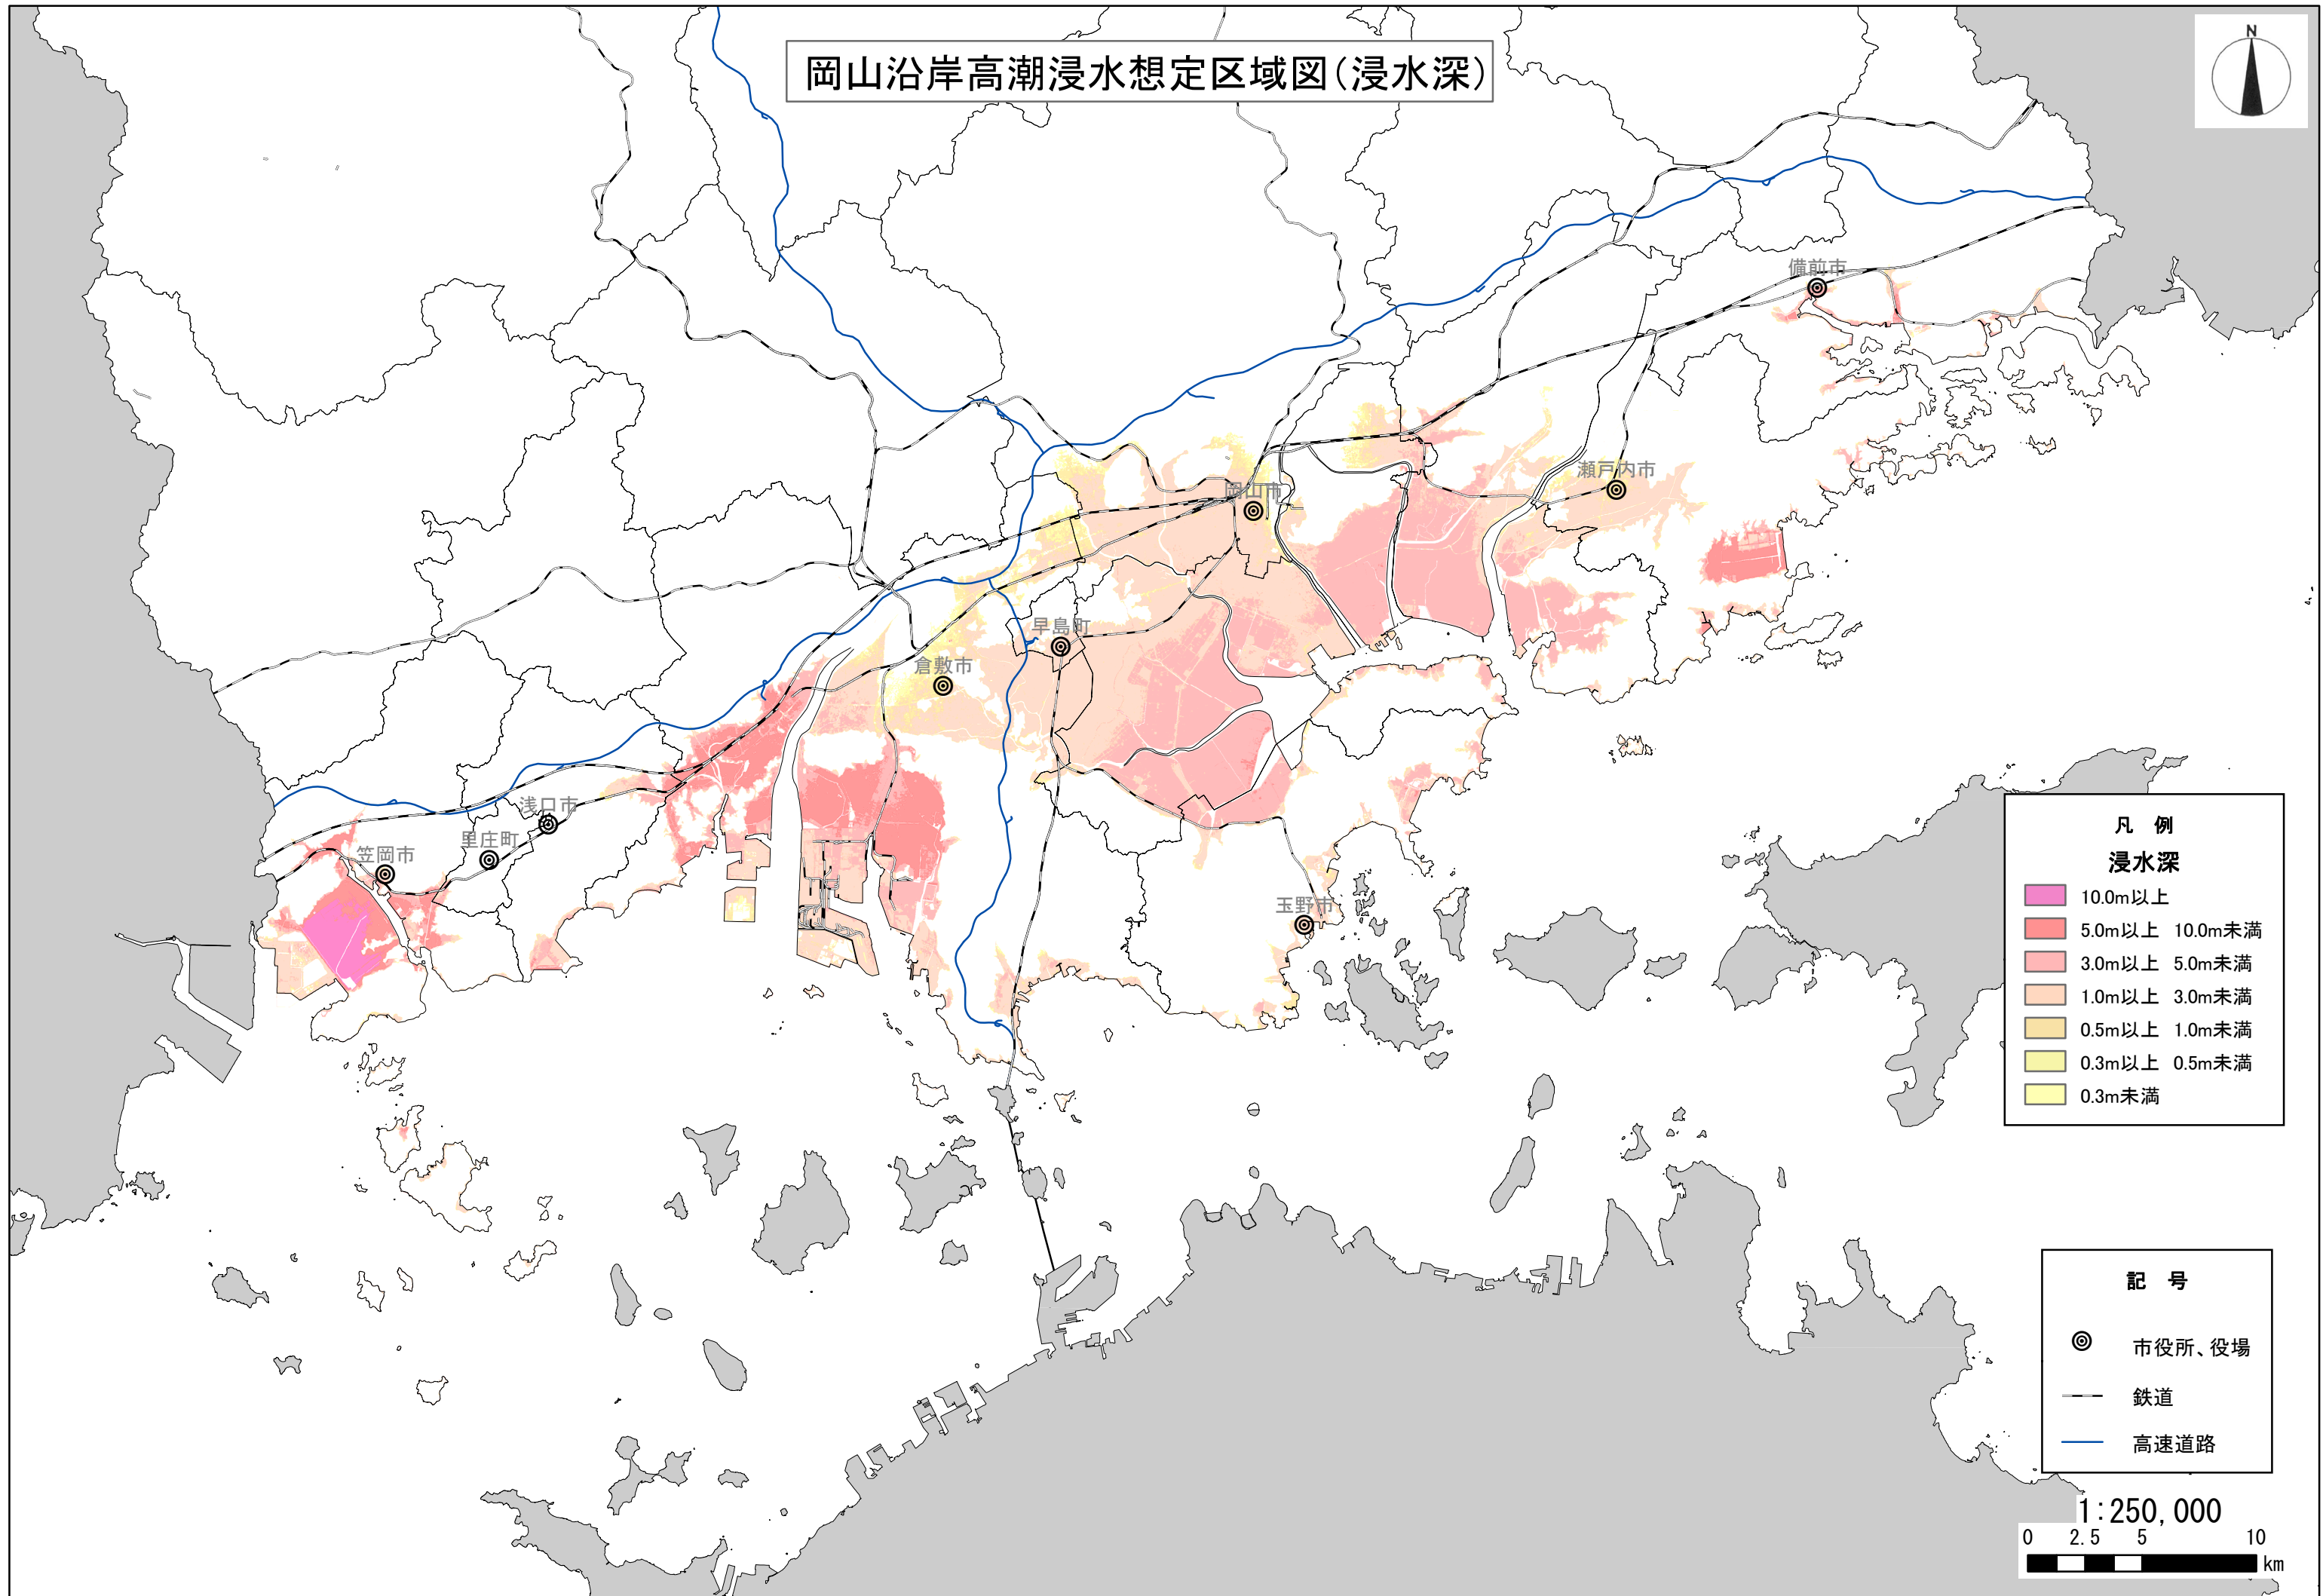 岡山沿岸高潮浸水想定区域図(浸水深)
N
備前市
瀬戸内市
岡山市
早島町
倉敷市
浅口市
里庄町
笠岡市
玉野市
凡 例
浸水深
10.0m以上
5.0m以上 10.0m未満
3.0m以上 5.0m未満
1.0m以上 3.0m未満
0.5m以上 1.0m未満
0.3m以上 0.5m未満
0.3m未満
記 号
市役所、役場
鉄道
高速道路
1:250,000
0 2.5 5 10
km